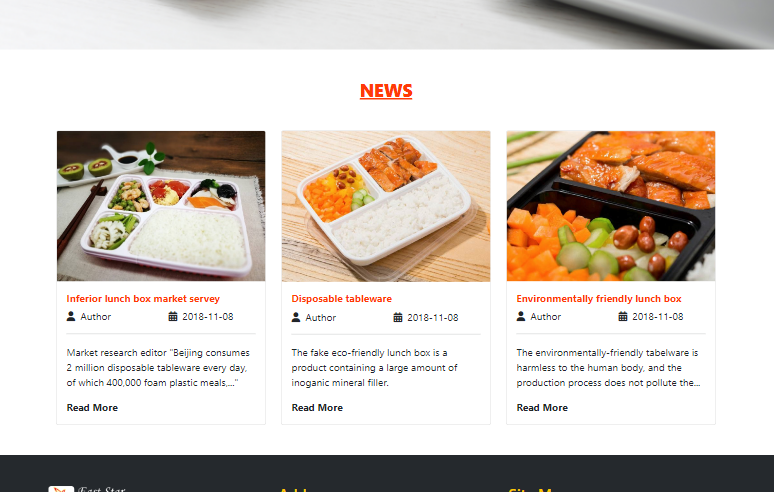 NEWS
Inferior lunch box market servey
Author 2018-11-08
Market research editor "Beijing consumes
2 million disposable tableware every day,
of which 400,000 foam plastic meals,..."
Read More
Disposable tableware
Author 2018-11-08
The fake eco-friendly lunch box is a
product containing a large amount of
inoganic mineral filler.
Read More
Environmentally friendly lunch box
Author 2018-11-08
The environmentally-friendly tabelware is
harmless to the human body, and the
production process does not pollute the...
Read More
East Star